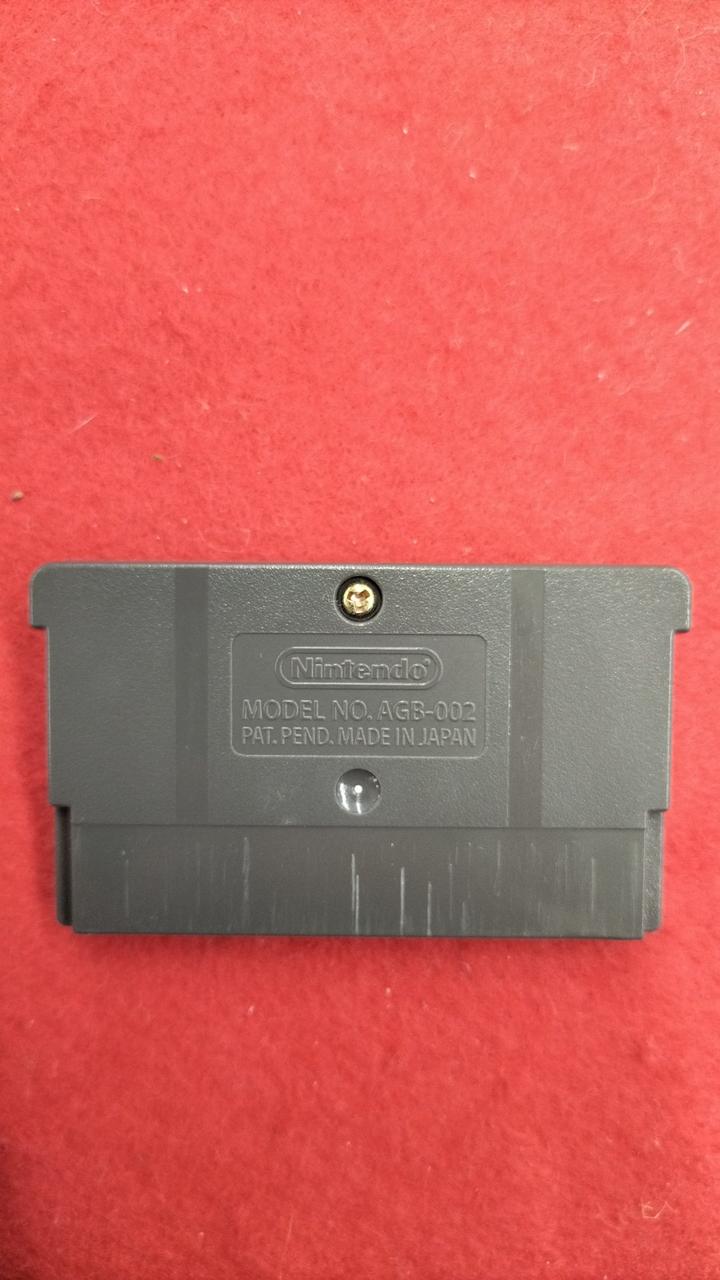 Nintendo®
MODEL NO. AGB-002
PAT. PEND. MADE IN JAPAN